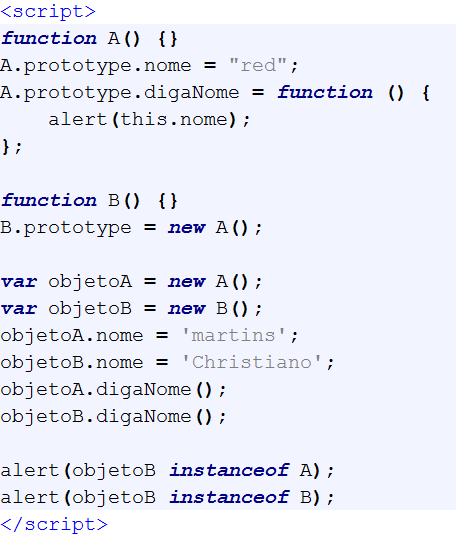 <script>
function A() {}
A.prototype.nome = "red";
A.prototype.digaNome = function () {
    alert(this.nome);
};

function B() {}
B.prototype = new A();

var objetoA = new A();
var objetoB = new B();
objetoA.nome = 'martins';
objetoB.nome = 'Christiano';
objetoA.digaNome();
objetoB.digaNome();

alert(objetoB instanceof A);
alert(objetoB instanceof B);
</script>